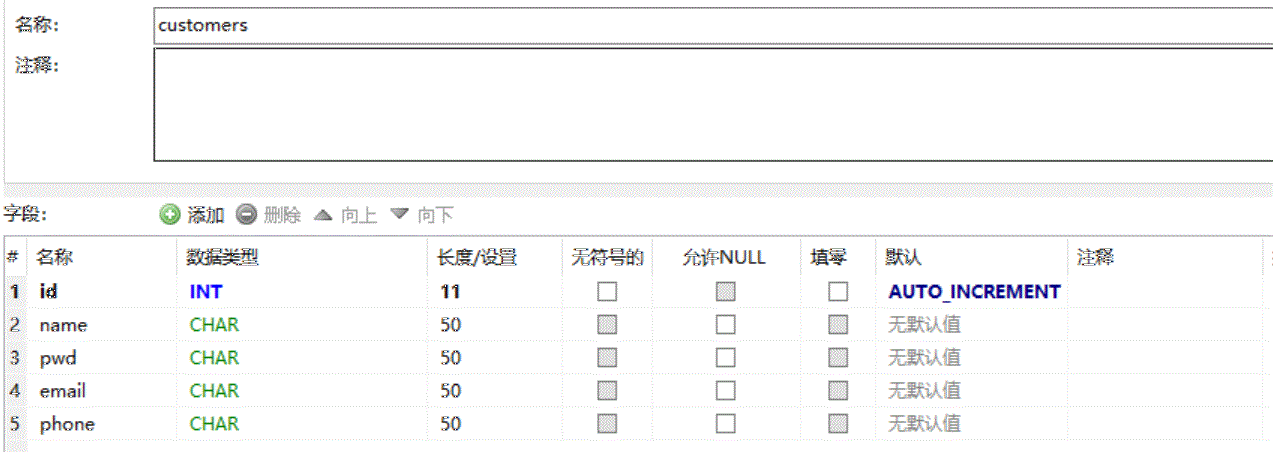 名称: customers
注释:
字段: 添加 删除 向上 向下
# 名称 数据类型 长度/设置 无符号的 允许NULL 填零 默认 注释
1 id INT 11 AUTO_INCREMENT
2 name CHAR 50 无默认值
3 pwd CHAR 50 无默认值
4 email CHAR 50 无默认值
5 phone CHAR 50 无默认值